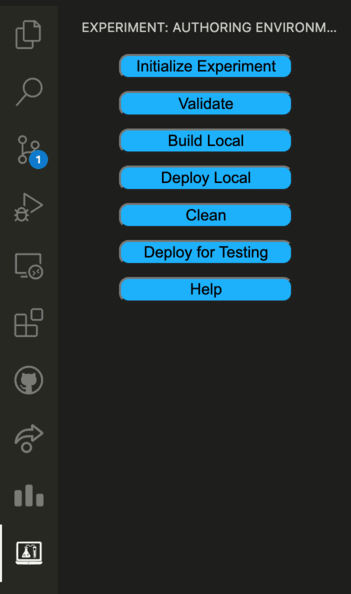 EXPERIMENT: AUTHORING ENVIRONM...
Initialize Experiment
Validate
1
Build Local
Deploy Local
Clean
Deploy for Testing
Help